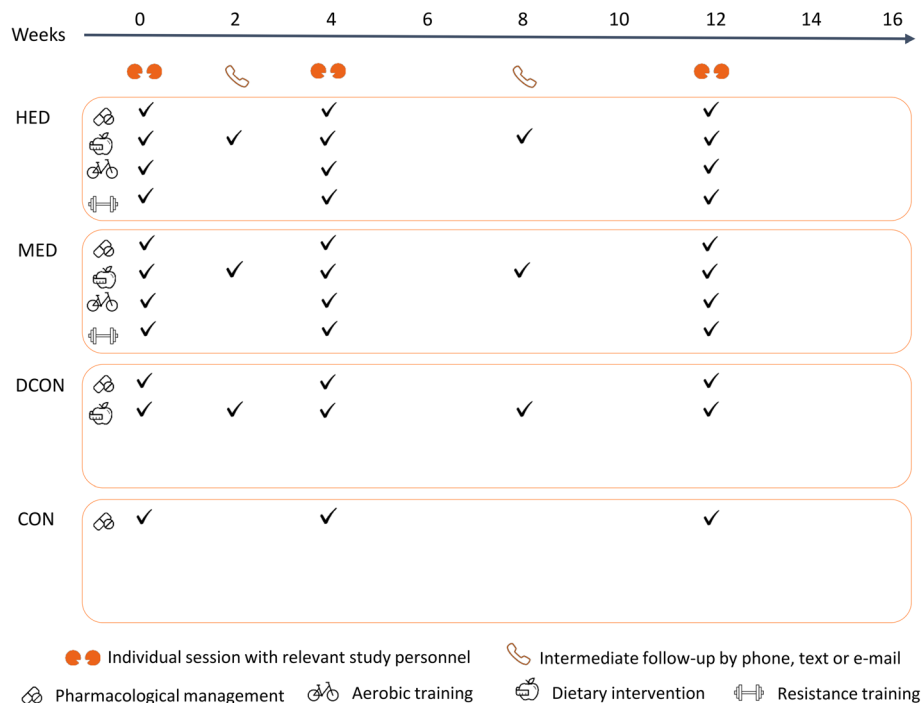 Weeks 0 2 4 6 8 10 12 14 16
HED
MED
DCON
CON
Individual session with relevant study personnel
Intermediate follow-up by phone, text or e-mail
Pharmacological management
Aerobic training
Dietary intervention
Resistance training